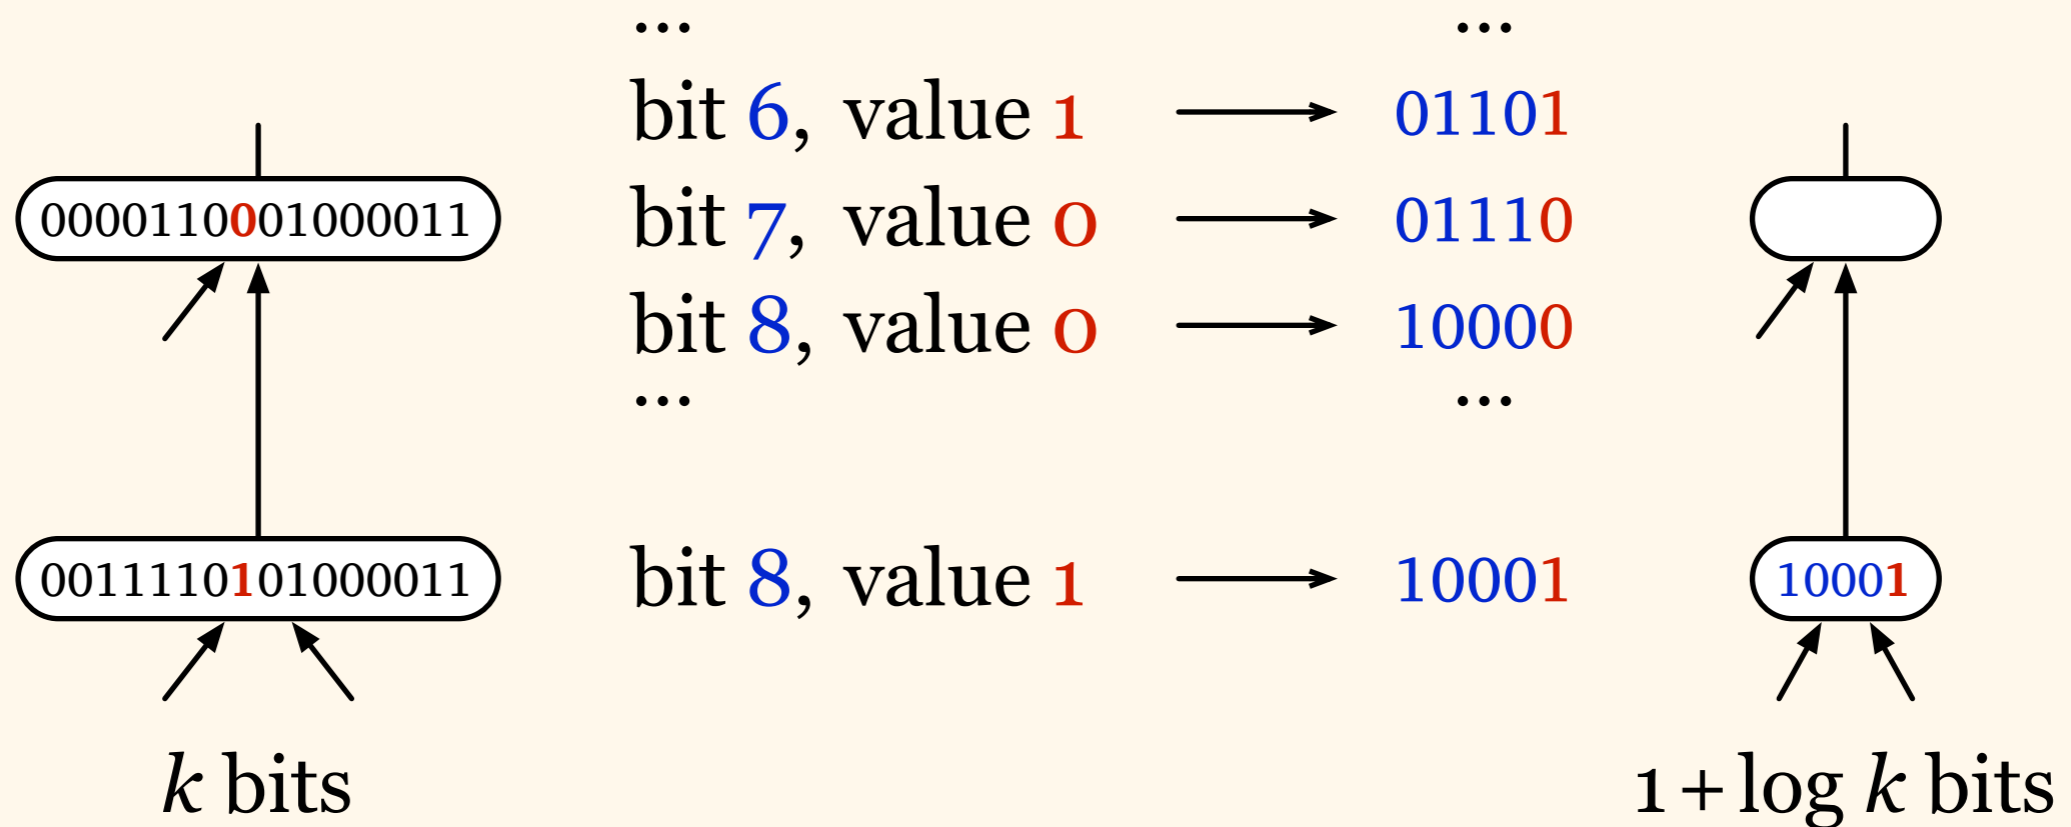 ... ...
bit 6, value 1 → 01101
0000110001000011 bit 7, value 0 → 01110
bit 8, value 0 → 10000
... ...
0011110101000011 bit 8, value 1 → 10001 10001
k bits 1 + log k bits